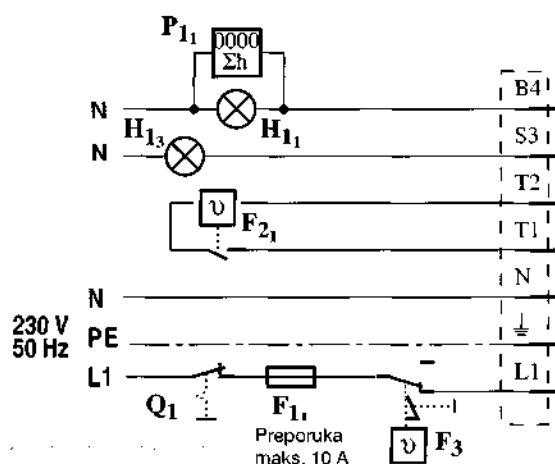 P1₁
0000
Σh
B4
N
H1₁
H1₃
S3
N
T2
υ
F2₁
T1
N
N
230 V
50 Hz
PE
L1
L1
Q1
F1₁
F3
υ
Preporuka
maks. 10 A